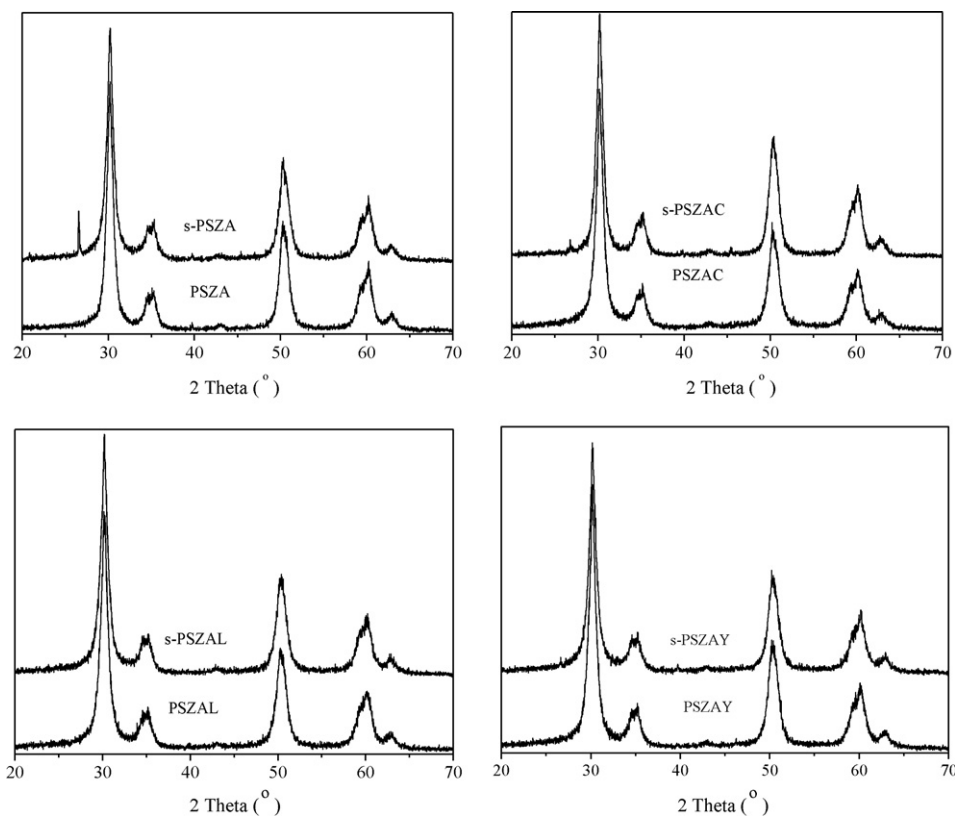 s-PSZA
PSZA
20 30 40 50 60 70
2 Theta ( o )
s-PSZAC
PSZAC
20 30 40 50 60 70
2 Theta ( o )
s-PSZAL
PSZAL
20 30 40 50 60 70
2 Theta ( o )
s-PSZAY
PSZAY
20 30 40 50 60 70
2 Theta ( o )